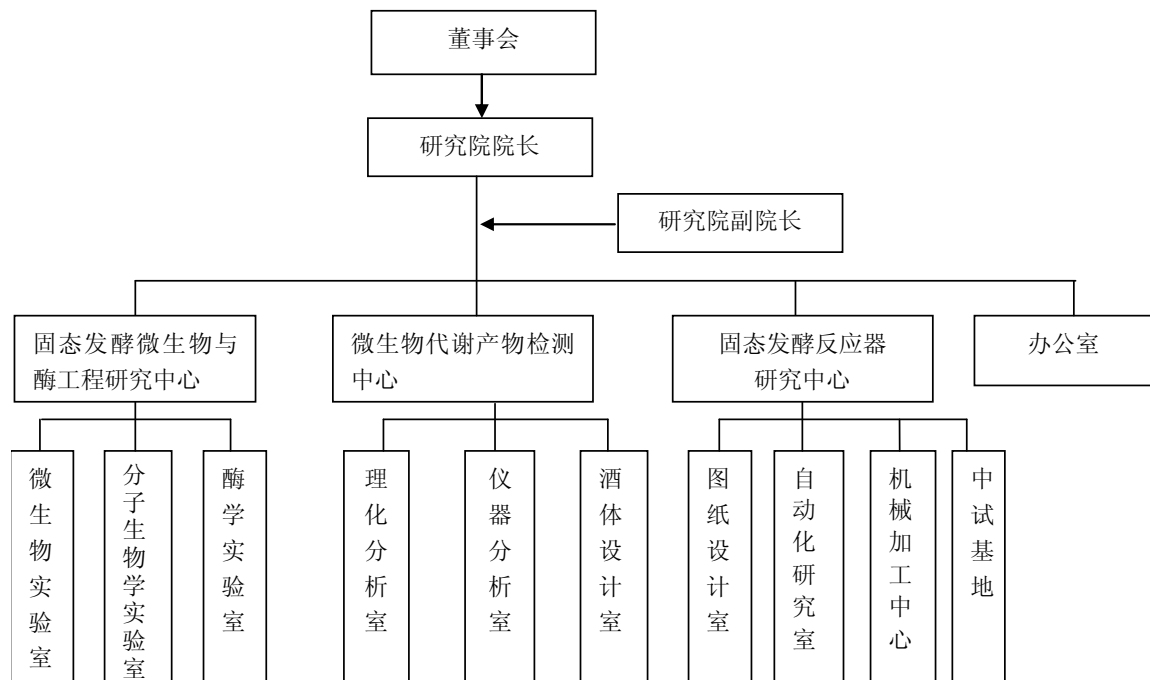 董事会
研究院院长
研究院副院长
固态发酵微生物与
酶工程研究中心
微生物代谢产物检测
中心
固态发酵反应器
研究中心
办公室
微生物实验室
分子生物学实验室
酶学实验室
理化分析室
仪器分析室
酒体设计室
图纸设计室
自动化研究室
机械加工中心
中试基地